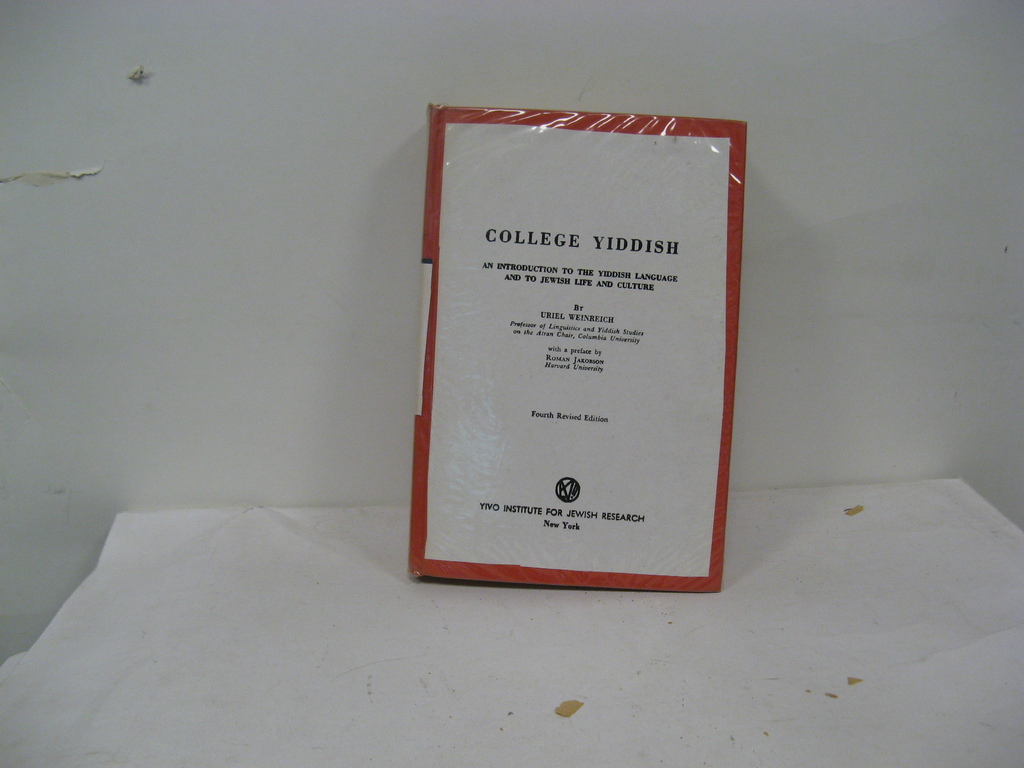 COLLEGE YIDDISH
AN INTRODUCTION TO THE YIDDISH LANGUAGE
AND TO JEWISH LIFE AND CULTURE
BY
URIEL WEINREICH
Professor of Linguistics and Yiddish Studies
on the Atran Chair, Columbia University
with a preface by
ROMAN JAKOBSON
Harvard University
Fourth Revised Edition
YIVO INSTITUTE FOR JEWISH RESEARCH
New York